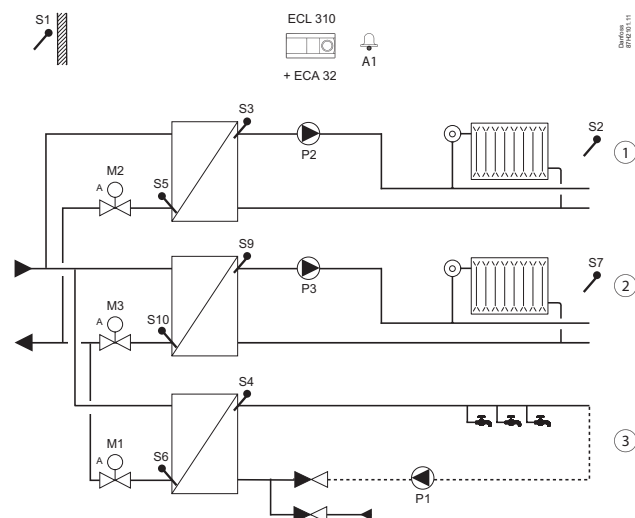 S1
ECL 310
A1
+ ECA 32
Danfoss
87H2101.11
S3
P2
S2
1
M2
A
S5
S9
P3
S7
2
M3
A
S10
S4
3
M1
A
S6
P1